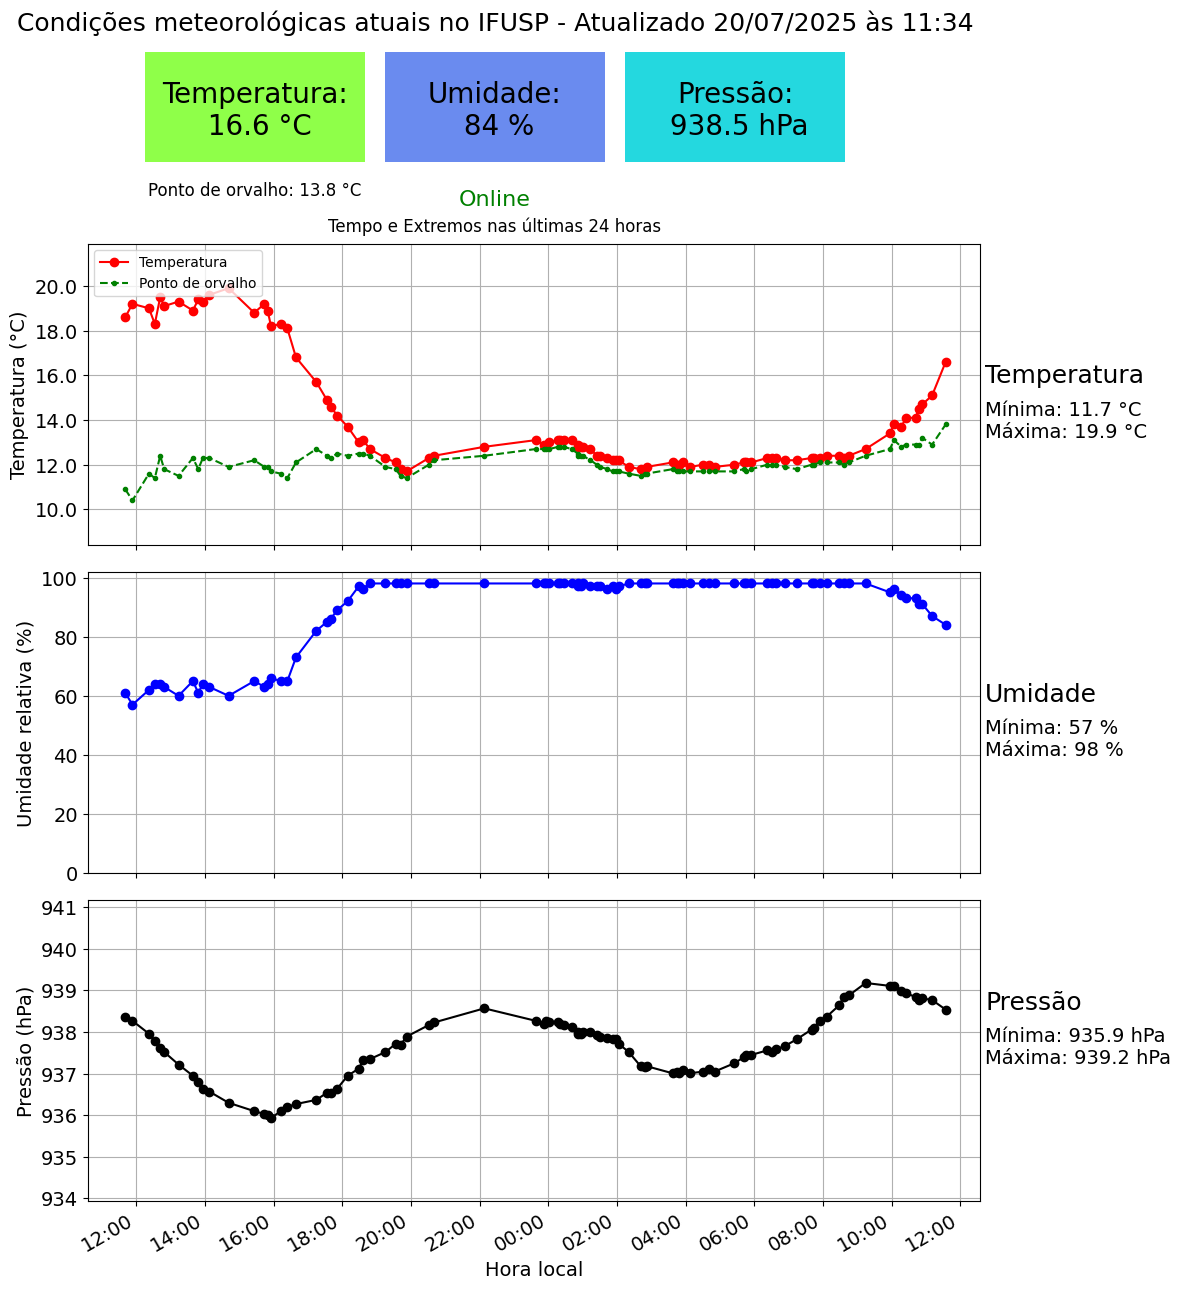 Condições meteorológicas atuais no IFUSP - Atualizado 20/07/2025 às 11:34
Temperatura:
16.6 °C
Umidade:
84 %
Pressão:
938.5 hPa
Ponto de orvalho: 13.8 °C
Online
Tempo e Extremos nas últimas 24 horas
Temperatura
Ponto de orvalho
Temperatura (°C)
20.0
18.0
16.0
14.0
12.0
10.0
Temperatura
Mínima: 11.7 °C
Máxima: 19.9 °C
Umidade relativa (%)
100
80
60
40
20
0
Umidade
Mínima: 57 %
Máxima: 98 %
Pressão (hPa)
941
940
939
938
937
936
935
934
Pressão
Mínima: 935.9 hPa
Máxima: 939.2 hPa
12:00 14:00 16:00 18:00 20:00 22:00 00:00 02:00 04:00 06:00 08:00 10:00 12:00
Hora local